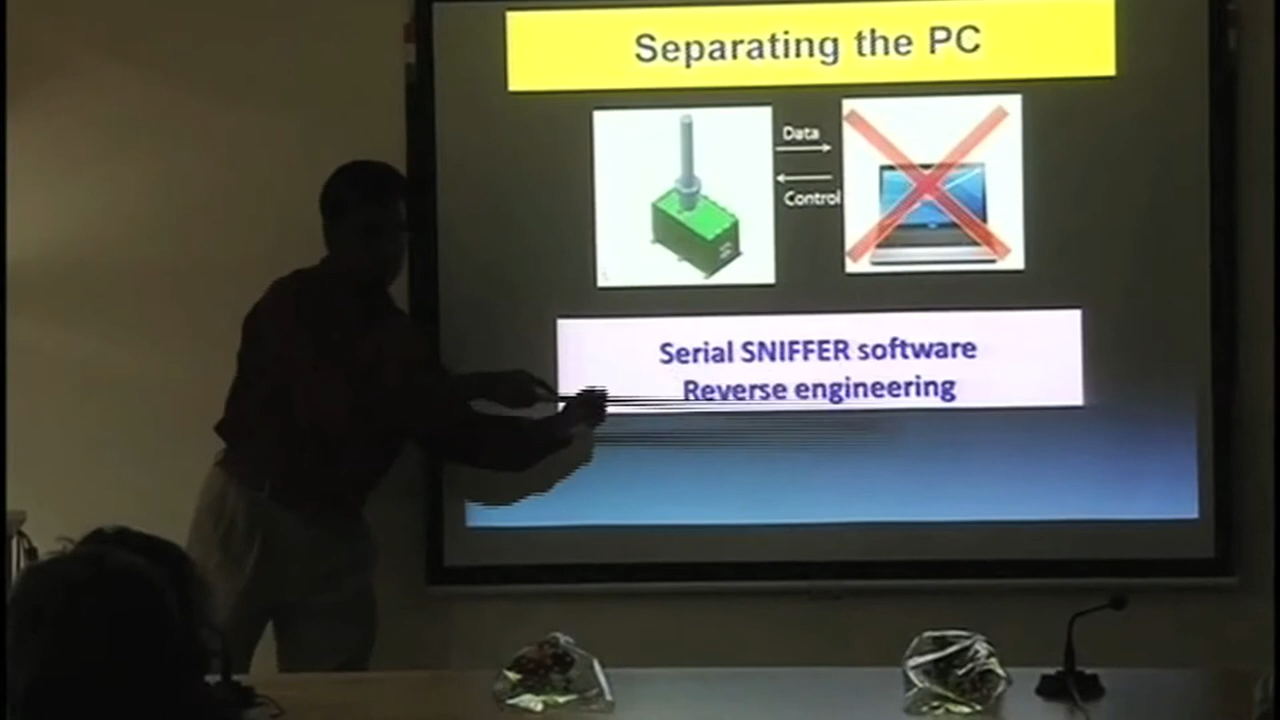 Separating the PC
Data
Control
Serial SNIFFER software
Reverse engineering